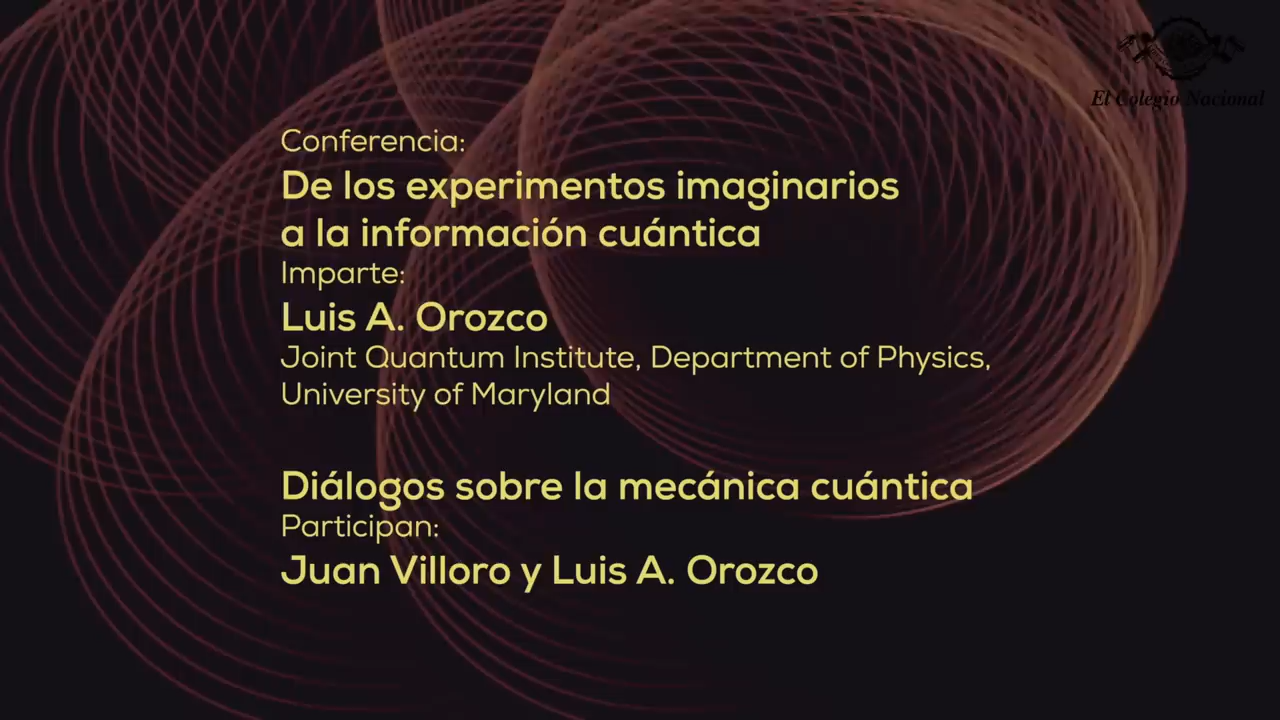 El Colegio Nacional
Conferencia:
De los experimentos imaginarios
a la información cuántica
Imparte:
Luis A. Orozco
Joint Quantum Institute, Department of Physics,
University of Maryland
Diálogos sobre la mecánica cuántica
Participan:
Juan Villoro y Luis A. Orozco